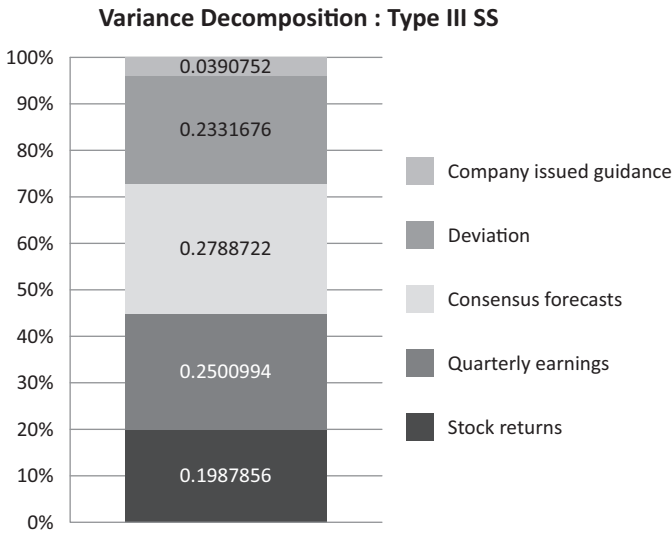 Variance Decomposition : Type III SS
100%
90%
80%
70%
60%
50%
40%
30%
20%
10%
0%
0.0390752
0.2331676
0.2788722
0.2500994
0.1987856
Company issued guidance
Deviation
Consensus forecasts
Quarterly earnings
Stock returns